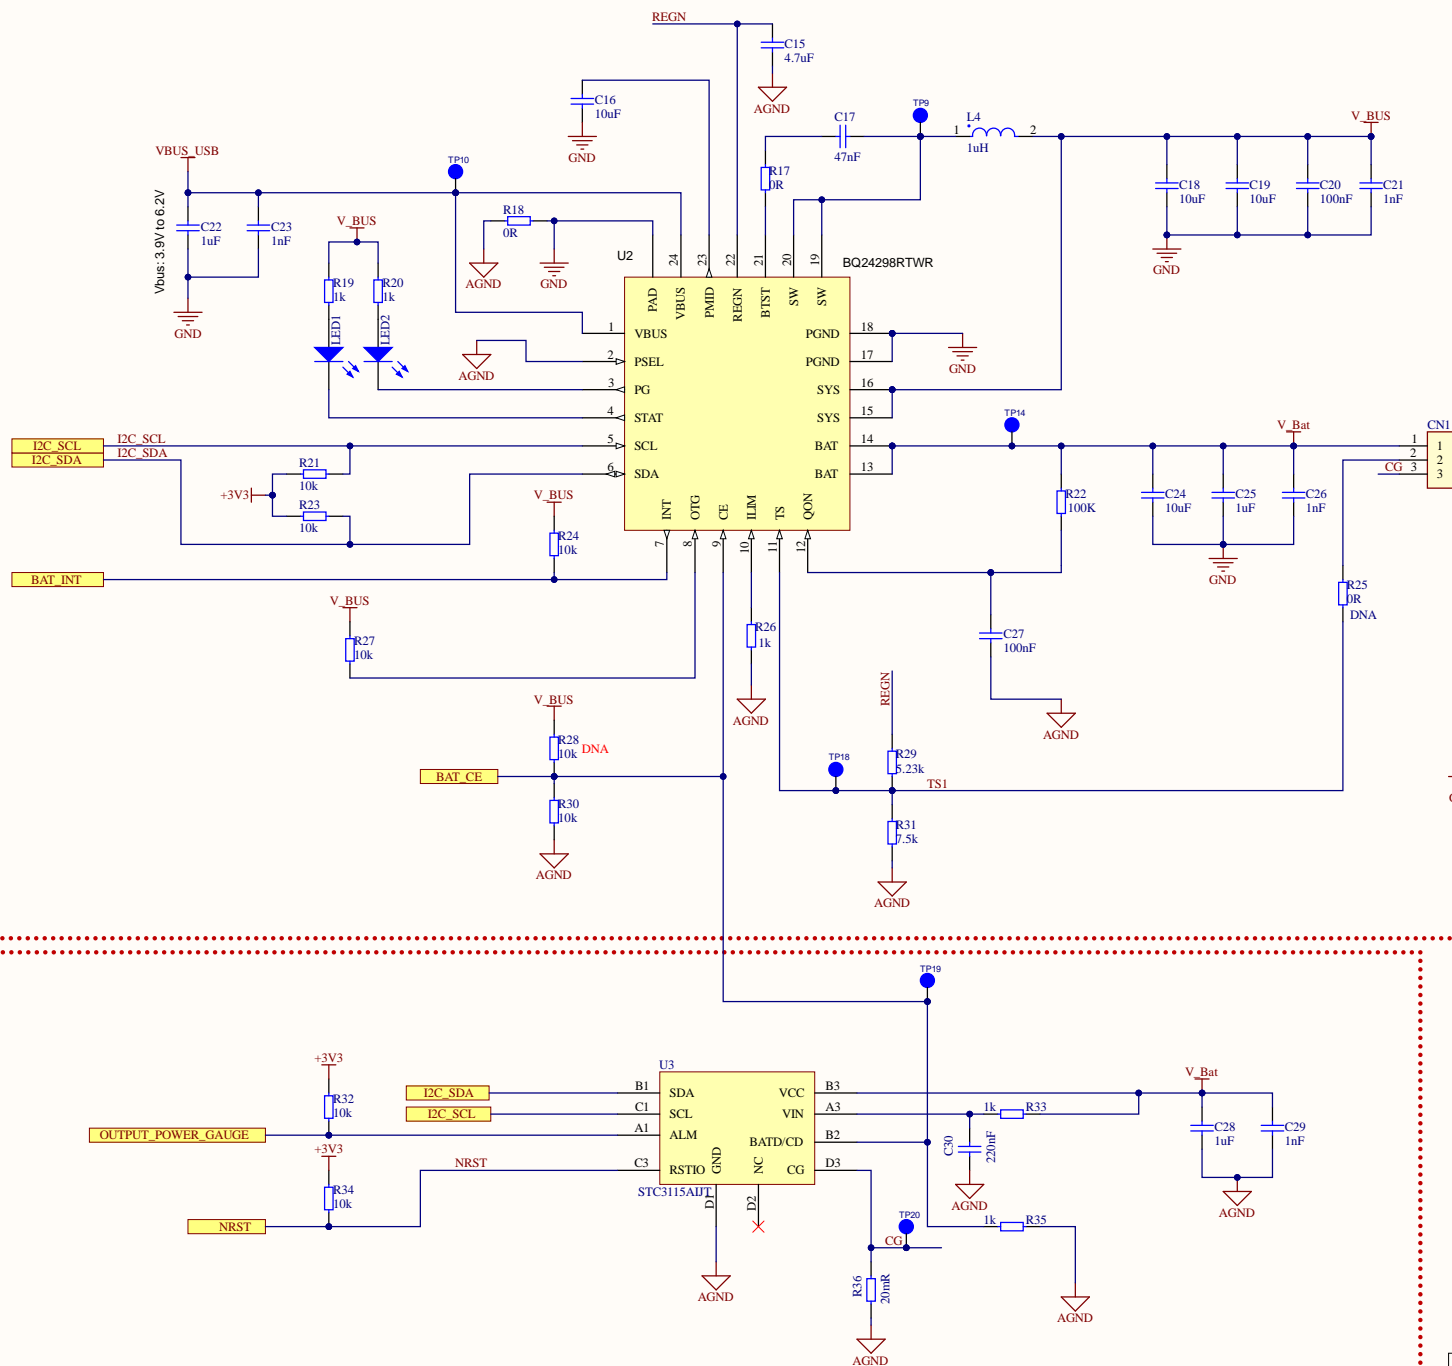 REGN
C15
4.7uF
AGND
C16
10uF
GND
TP9
C17
47nF
L4
1
2
1uH
V_BUS
VBUS_USB
TP10
R17
0R
C18
10uF
C19
10uF
C20
100nF
C21
1nF
GND
Vbus: 3.9V to 6.2V
C22
1uF
C23
1nF
GND
V_BUS
R18
0R
AGND
GND
R19
1k
R20
1k
LED1
LED2
U2
BQ24298RTWR
24
23
22
21
20
19
PAD
VBUS
PMID
REGN
BTST
SW
SW
1
VBUS
2
PSEL
3
PG
4
STAT
5
SCL
6
SDA
PGND
18
PGND
17
SYS
16
SYS
15
BAT
14
BAT
13
INT
OTG
CE
ILIM
TS
QON
7
8
9
10
11
12
AGND
GND
TP14
V_Bat
CN1
1
2
3
1
2
3
CG
I2C_SCL
I2C_SCL
I2C_SDA
I2C_SDA
R21
10k
+3V3
R23
10k
V_BUS
R24
10k
BAT_INT
R22
100K
C24
10uF
C25
1uF
C26
1nF
GND
R25
0R
DNA
V_BUS
R27
10k
R26
1k
AGND
C27
100nF
AGND
V_BUS
R28
10k
DNA
BAT_CE
R30
10k
AGND
REGN
R29
5.23k
TP18
TS1
R31
7.5k
AGND
TP19
+3V3
R32
10k
OUTPUT_POWER_GAUGE
+3V3
R34
10k
NRST
NRST
I2C_SDA
I2C_SCL
U3
B1
SDA
C1
SCL
A1
ALM
C3
RSTIO
VCC
B3
VIN
A3
BATD/CD
B2
CG
D3
GND
NC
STC3115AIJT
D1
D2
AGND
1k
R33
C30
220nF
AGND
V_Bat
C28
1uF
C29
1nF
AGND
1k
R35
AGND
TP20
CG
R36
20mR
AGND